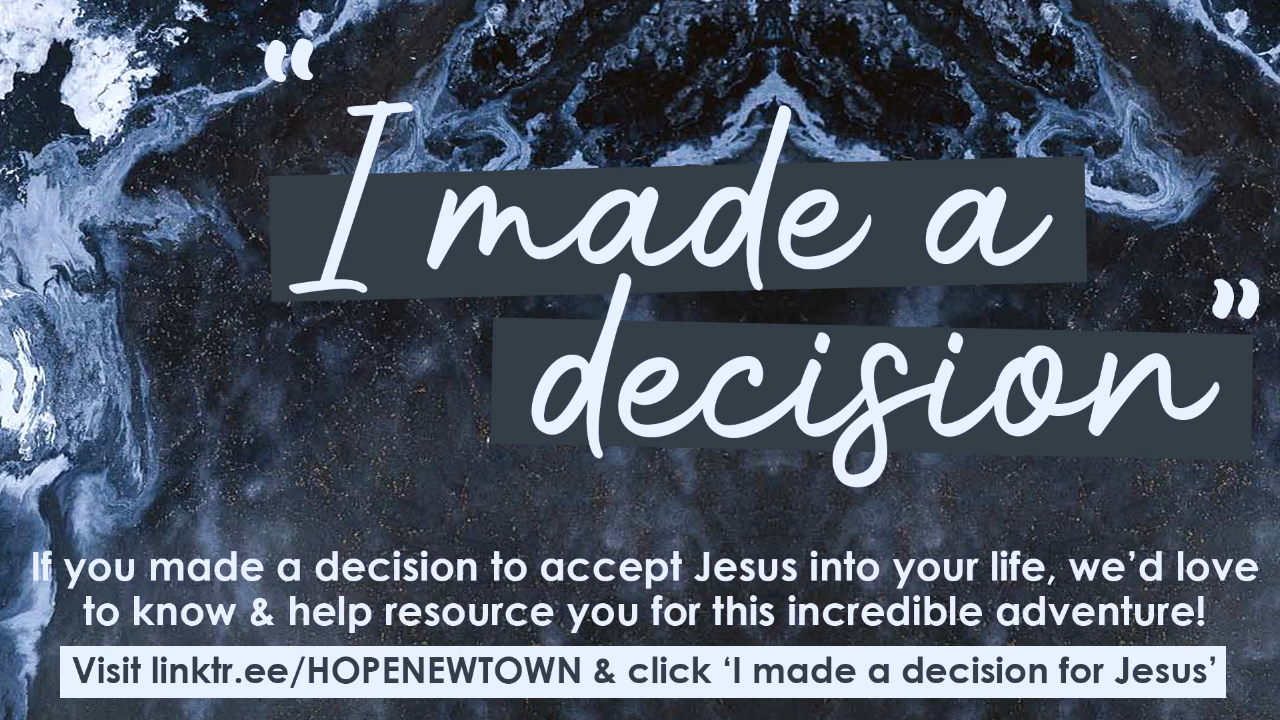 “I made a
decision”
If you made a decision to accept Jesus into your life, we’d love
to know & help resource you for this incredible adventure!
Visit linktr.ee/HOPENEWTOWN & click ‘I made a decision for Jesus’